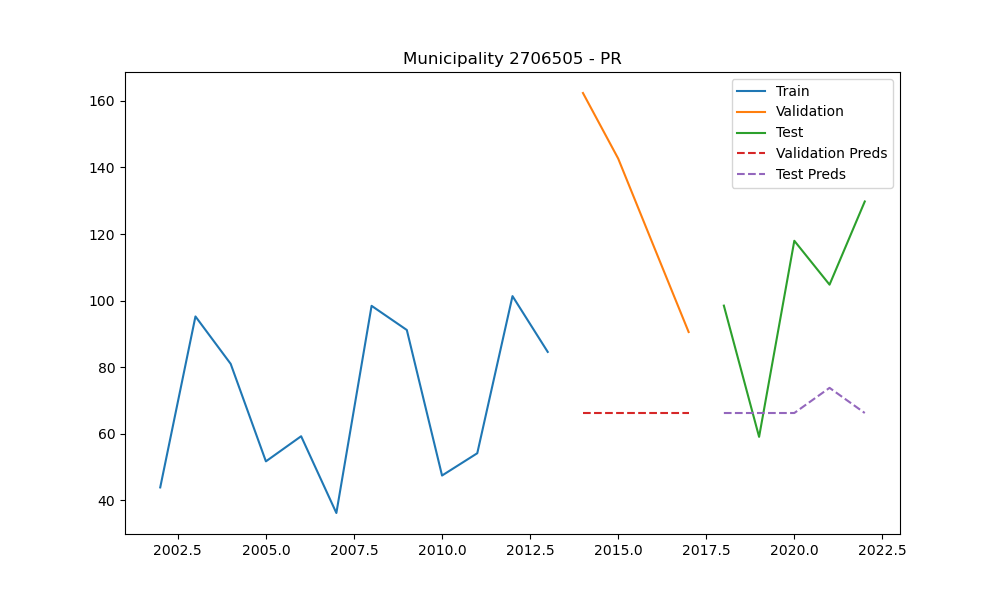 Municipality 2706505 - PR
Train
Validation
Test
Validation Preds
Test Preds
160
140
120
100
80
60
40
2002.5 2005.0 2007.5 2010.0 2012.5 2015.0 2017.5 2020.0 2022.5